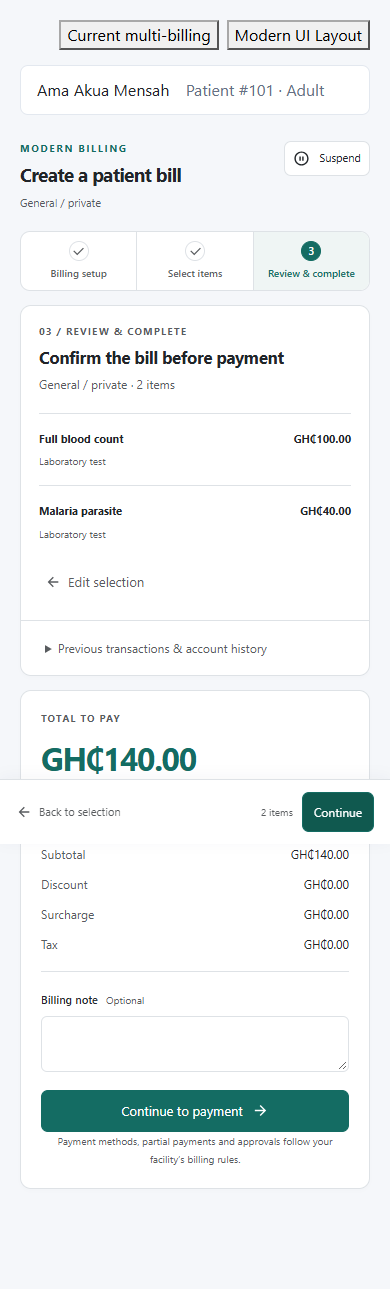 Current multi-billing
Modern UI Layout
Ama Akua Mensah Patient #101 · Adult
MODERN BILLING
Create a patient bill
General / private
Suspend
Billing setup
Select items
3
Review & complete
03 / REVIEW & COMPLETE
Confirm the bill before payment
General / private · 2 items
Full blood count GH₵100.00
Laboratory test
Malaria parasite GH₵40.00
Laboratory test
Edit selection
Previous transactions & account history
TOTAL TO PAY
GH₵140.00
Back to selection 2 items Continue
Subtotal GH₵140.00
Discount GH₵0.00
Surcharge GH₵0.00
Tax GH₵0.00
Billing note Optional
Continue to payment
Payment methods, partial payments and approvals follow your
facility's billing rules.